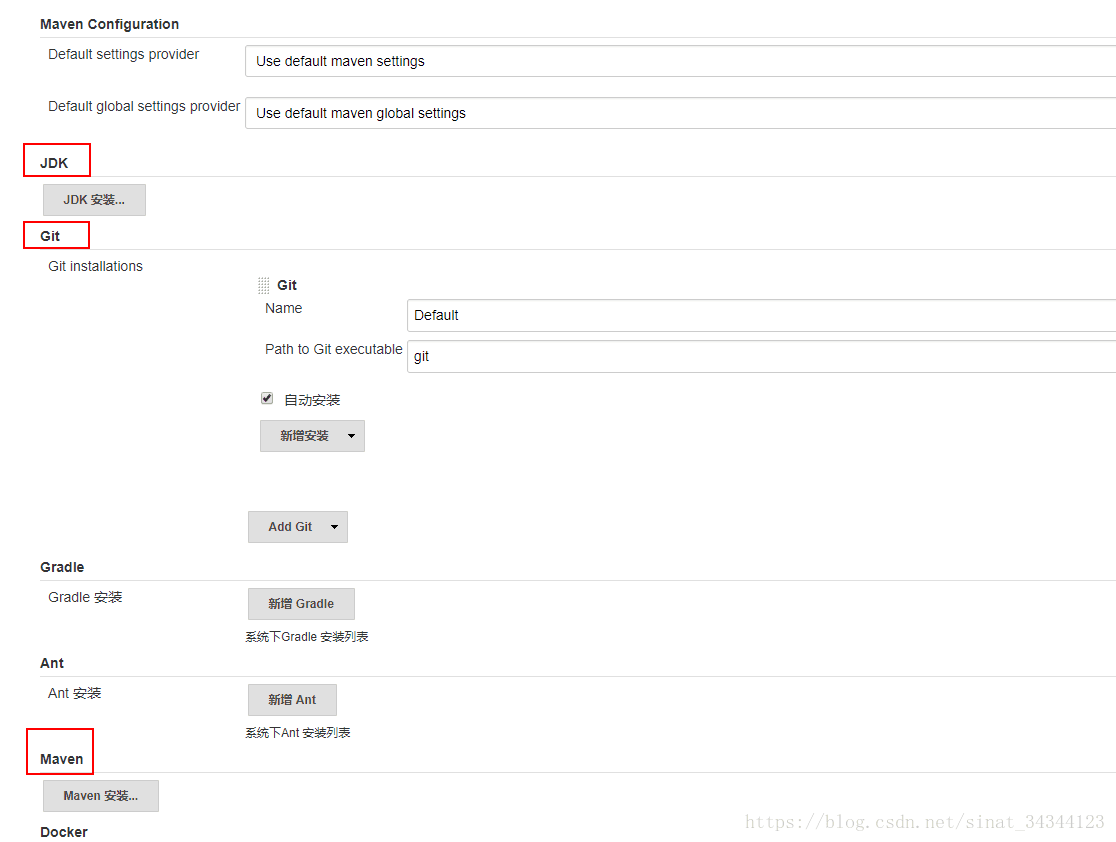 Maven Configuration
Default settings provider
Use default maven settings
Default global settings provider
Use default maven global settings
JDK
JDK 安装...
Git
Git installations
Git
Name
Default
Path to Git executable
git
自动安装
新增安装
Add Git
Gradle
Gradle 安装
新增 Gradle
系统下Gradle 安装列表
Ant
Ant 安装
新增 Ant
系统下Ant 安装列表
Maven
Maven 安装...
Docker
https://blog.csdn.net/sinat_34344123